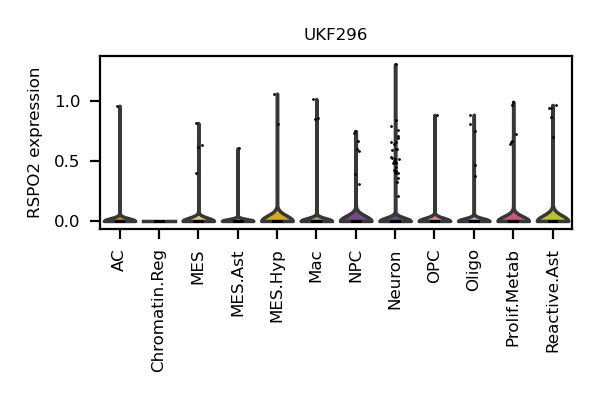 UKF296
RSPO2 expression
1.0
0.5
0.0
AC
Chromatin.Reg
MES
MES.Ast
MES.Hyp
Mac
NPC
Neuron
OPC
Oligo
Prolif.Metab
Reactive.Ast